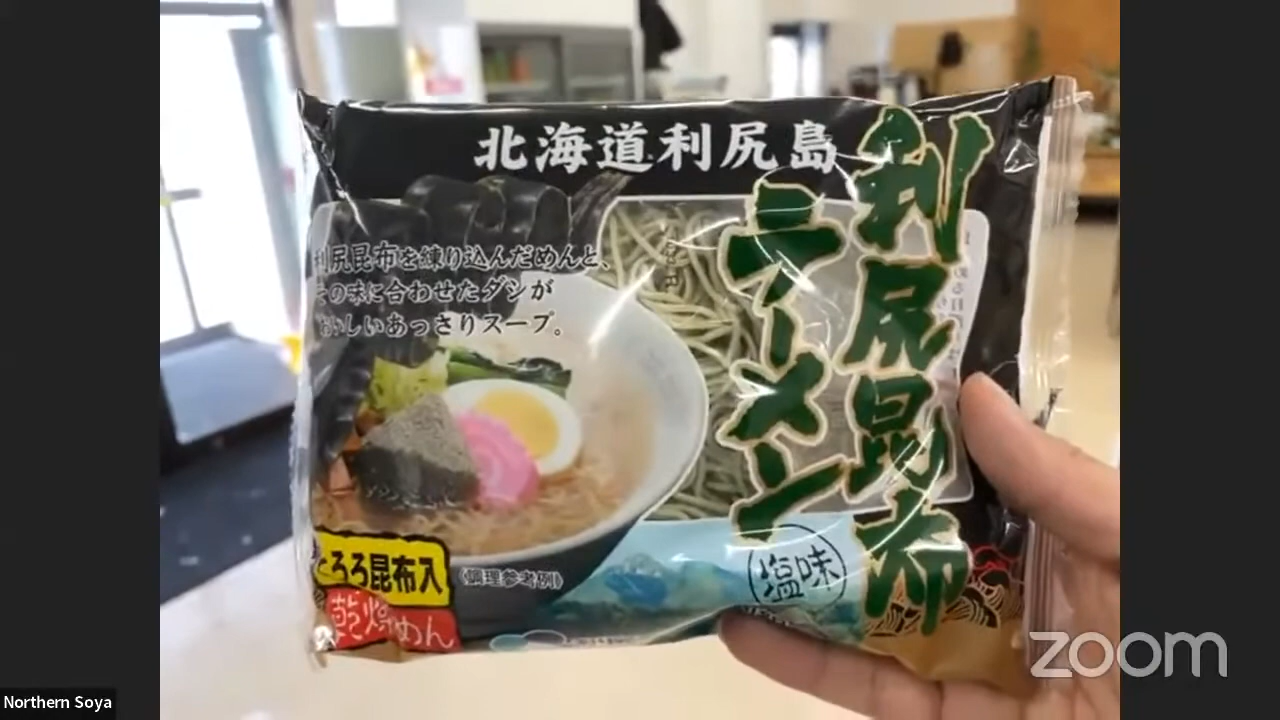 北海道利尻島
利尻昆布
ラーメン
利尻昆布を練り込んだめんと、
その味に合わせたダシが
おいしいあっさりスープ。
塩味
とろろ昆布入
乾燥めん
(調理参考例)
zoom
Northern Soya